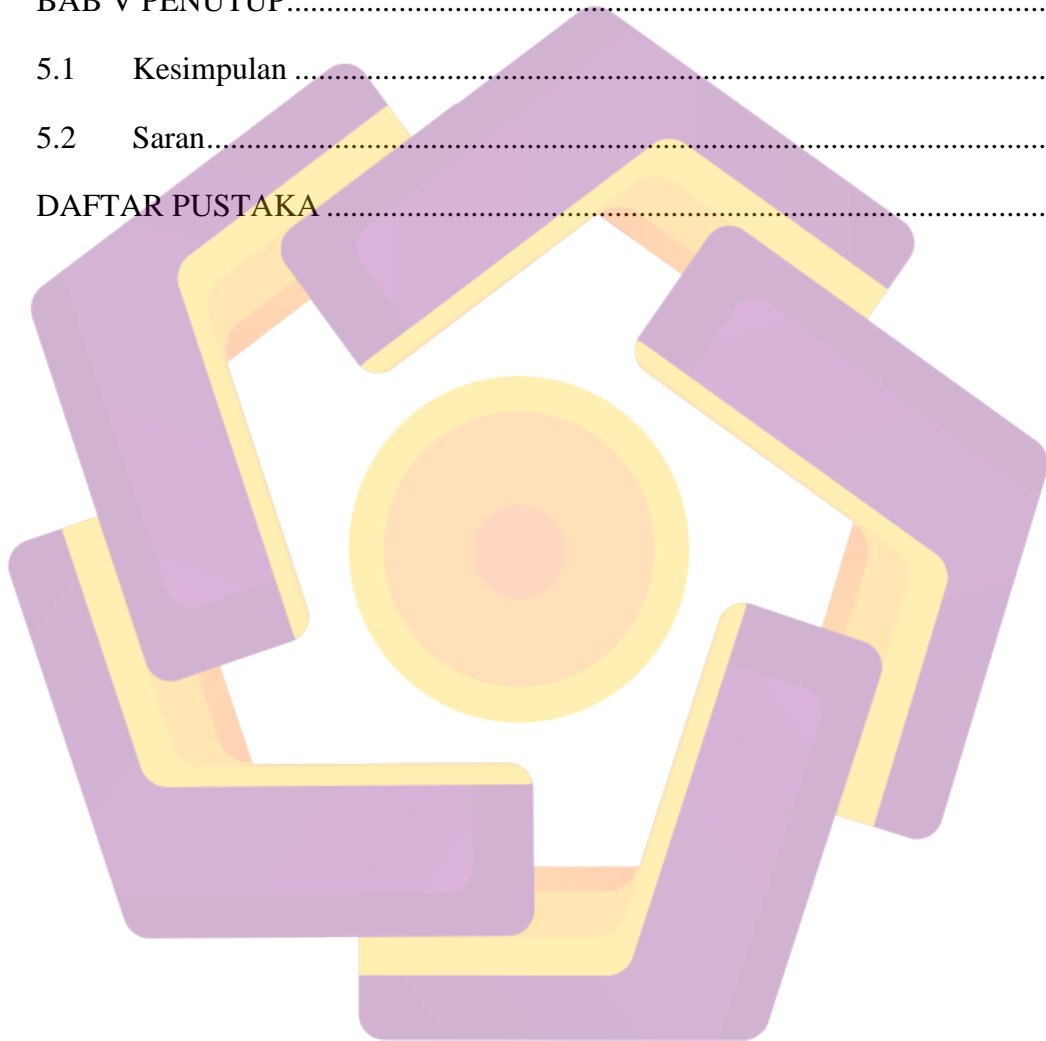 BAB V PENUTUP..........................................................................................
5.1 Kesimpulan ..........................................................................................
5.2 Saran.....................................................................................................
DAFTAR PUSTAKA .....................................................................................